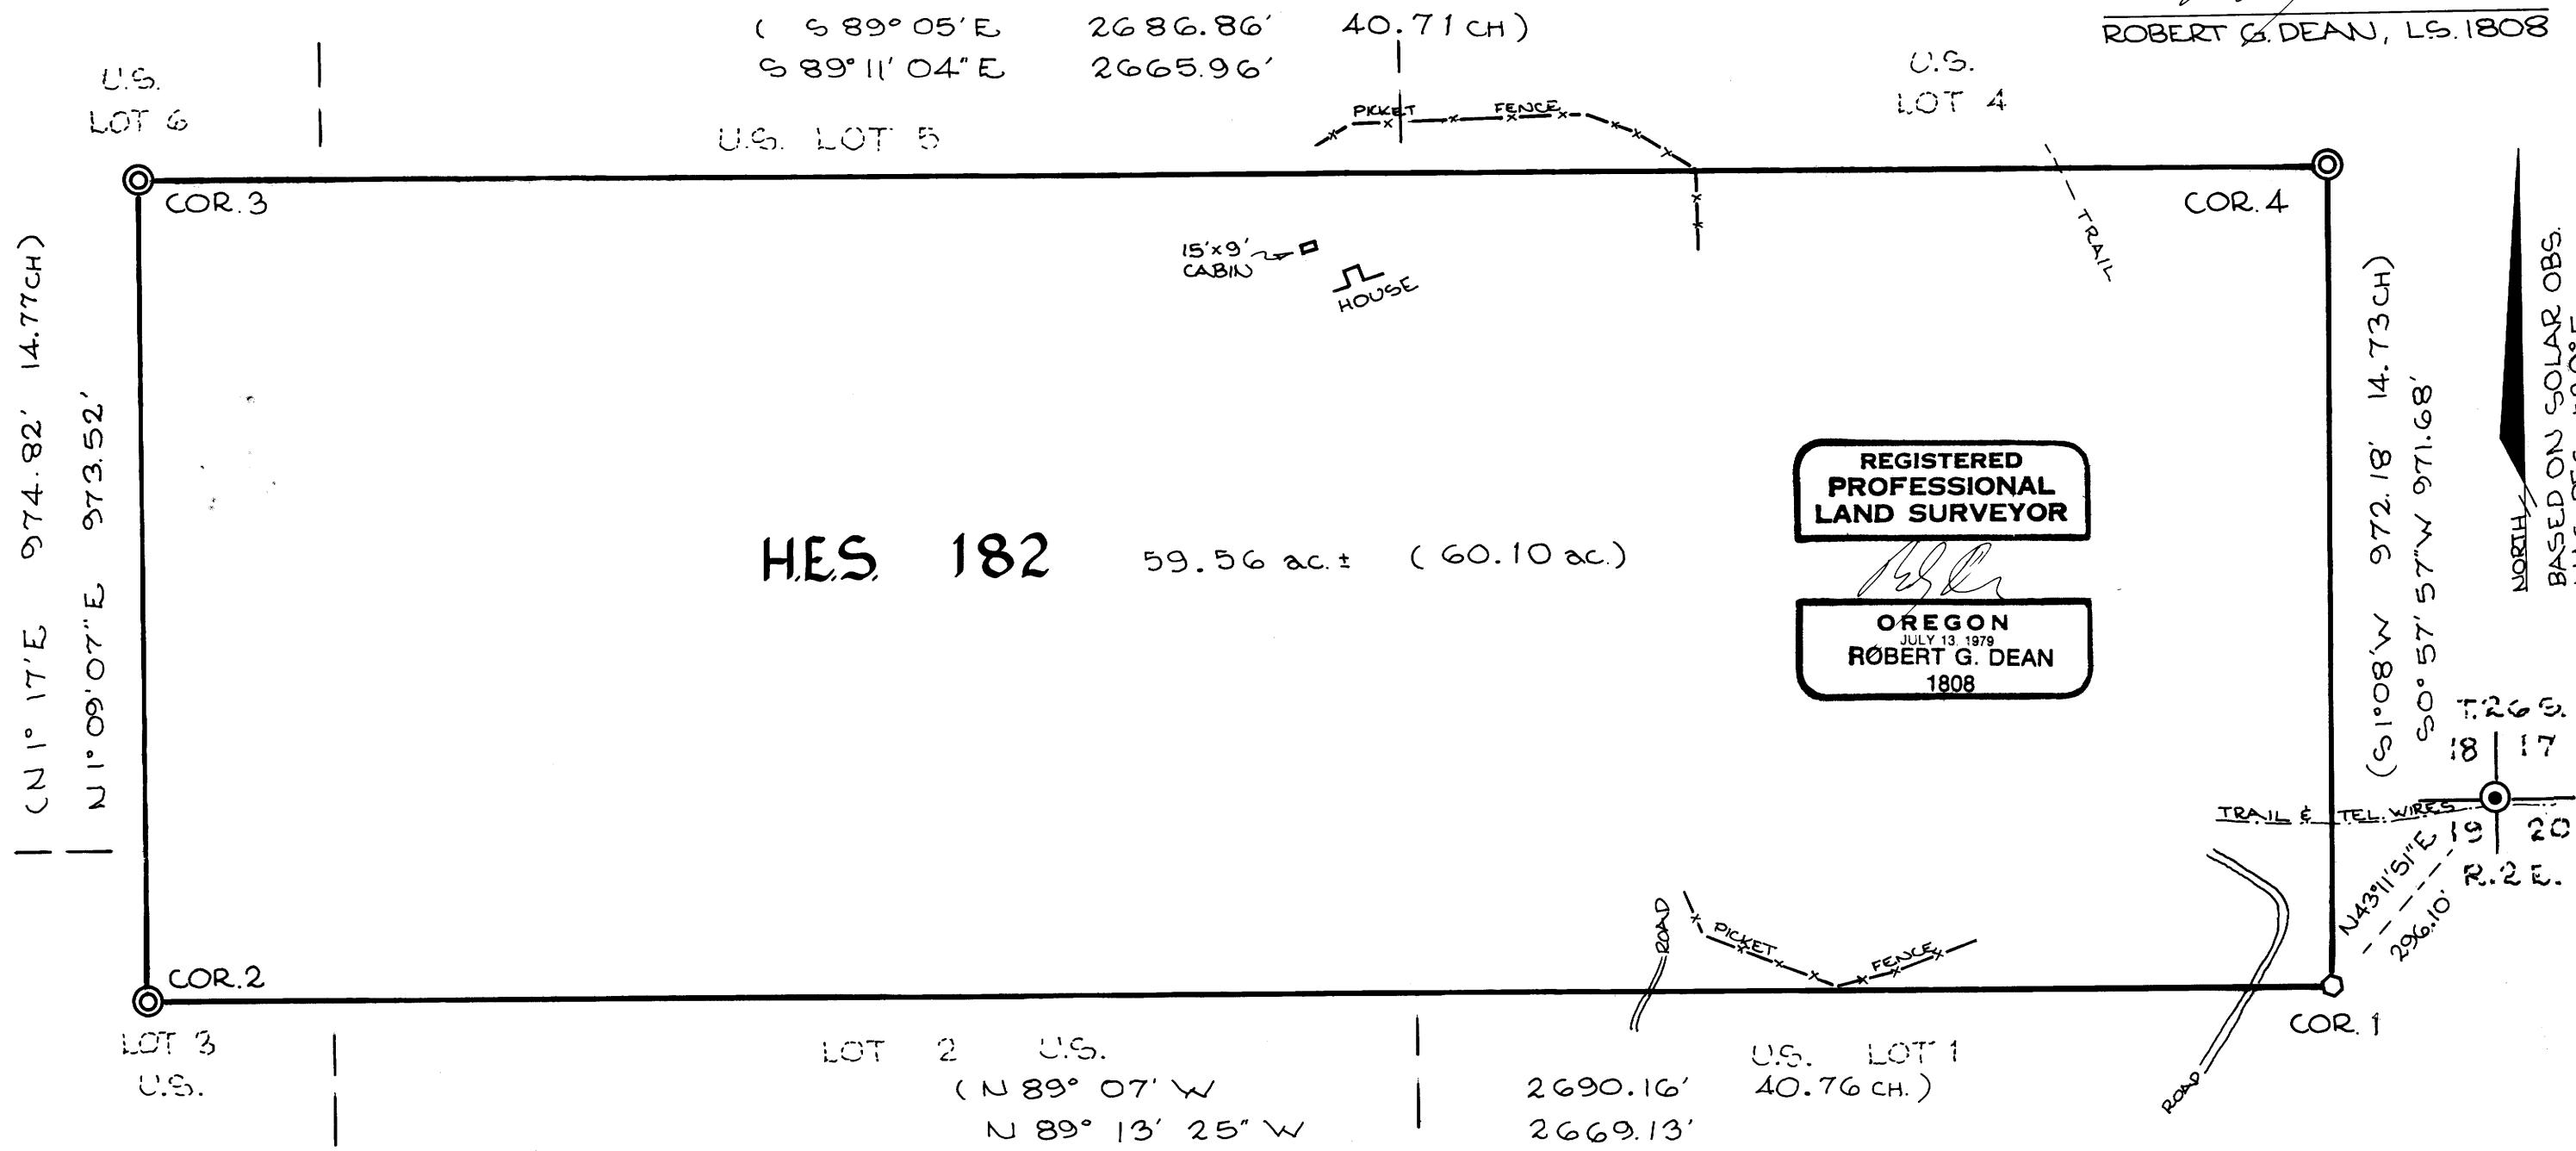 ( S 89° 05' E 2686.86' 40.71 CH )
S 89° 11' 04" E 2665.96'
ROBERT G. DEAN, L.S. 1808
U.S.
LOT 6
U.S. LOT 5
PICKET FENCE
U.S.
LOT 4
COR. 3
COR. 4
15'x9'
CABIN
HOUSE
TRAIL
(N 1° 17' E 974.82' 14.77 CH)
N 1° 09' 07" E 973.52'
H.E.S. 182 59.56 ac. ± ( 60.10 ac.)
REGISTERED
PROFESSIONAL
LAND SURVEYOR
OREGON
JULY 13, 1979
ROBERT G. DEAN
1808
(S 1° 08' W 972.18' 14.73 CH)
S 0° 57' 57" W 971.68'
NORTH
BASED ON SOLAR OBS.
T. 26 S.
18 17
TRAIL & TEL. WIRES
19 20
R. 2 E.
N 43° 11' 51" E
296.10'
ROAD
PICKET FENCE
COR. 2
COR. 1
LOT 3
U.S.
LOT 2 U.S.
U.S. LOT 1
( N 89° 07' W 2690.16' 40.76 CH. )
N 89° 13' 25" W 2669.13'
ROAD